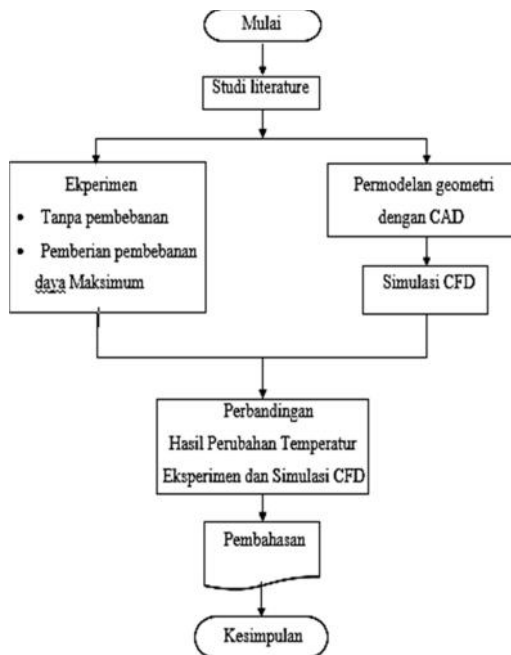 Mulai
Studi literature
Ekperimen
• Tanpa pembebanan
• Pemberian pembebanan
daya Maksimum
Permodelan geometri
dengan CAD
Simulasi CFD
Perbandingan
Hasil Perubahan Temperatur
Eksperimen dan Simulasi CFD
Pembahasan
Kesimpulan